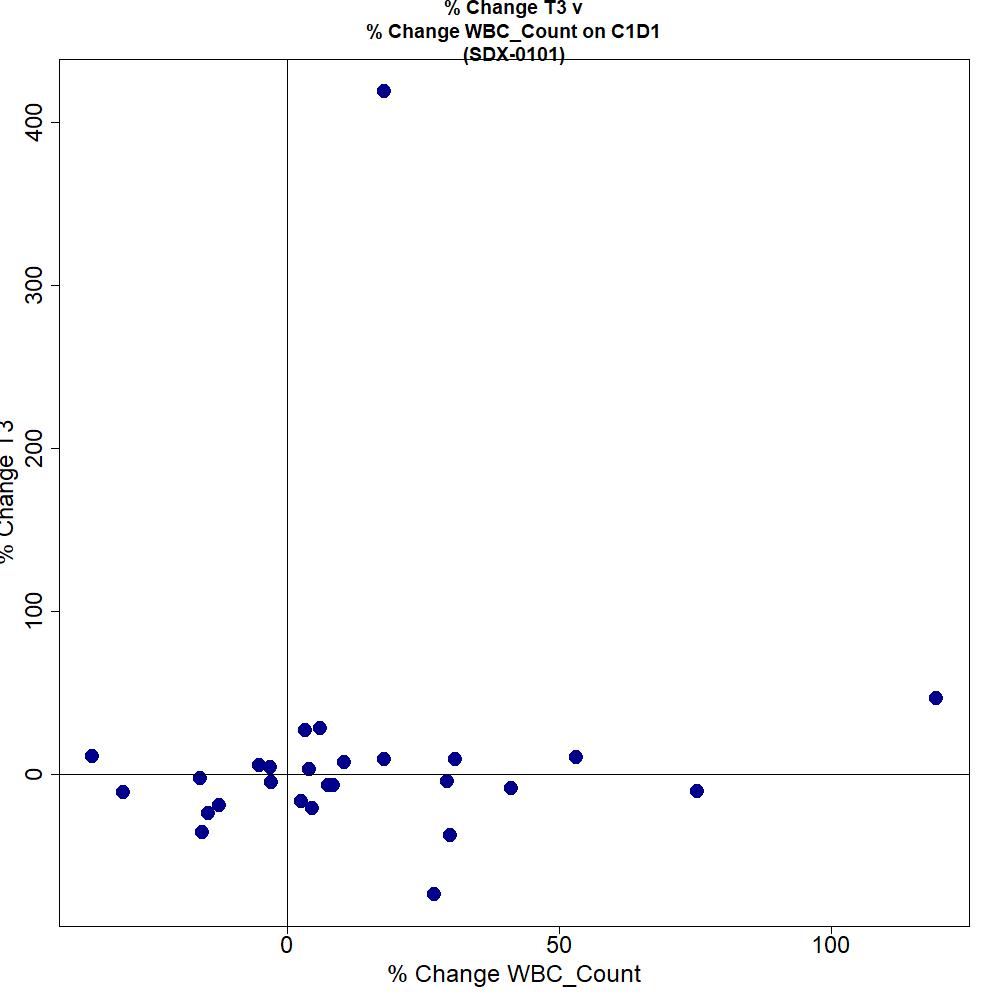 % Change T3 v
% Change WBC_Count on C1D1
(SDX-0101)
400
300
200
100
0
% Change T3
0 50 100
% Change WBC_Count